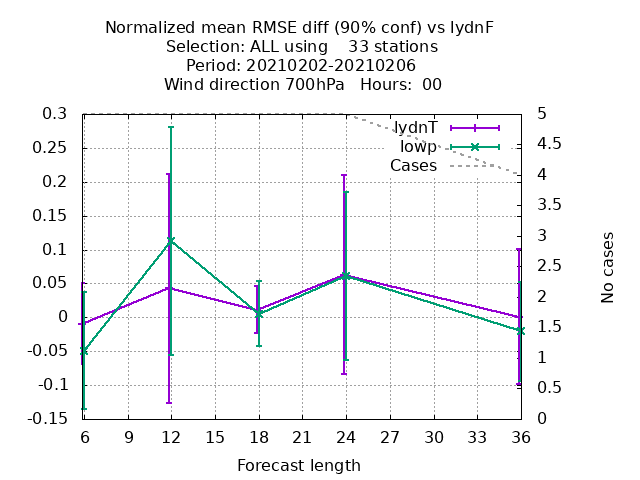 Normalized mean RMSE diff (90% conf) vs lydnF
Selection: ALL using    33 stations
Period: 20210202-20210206
Wind direction 700hPa   Hours:  00
0.3
0.25
0.2
0.15
0.1
0.05
0
-0.05
-0.1
-0.15
lydnT
lowp
Cases
5
4.5
4
3.5
3
2.5
2
1.5
1
0.5
0
No cases
6 9 12 15 18 21 24 27 30 33 36
Forecast length